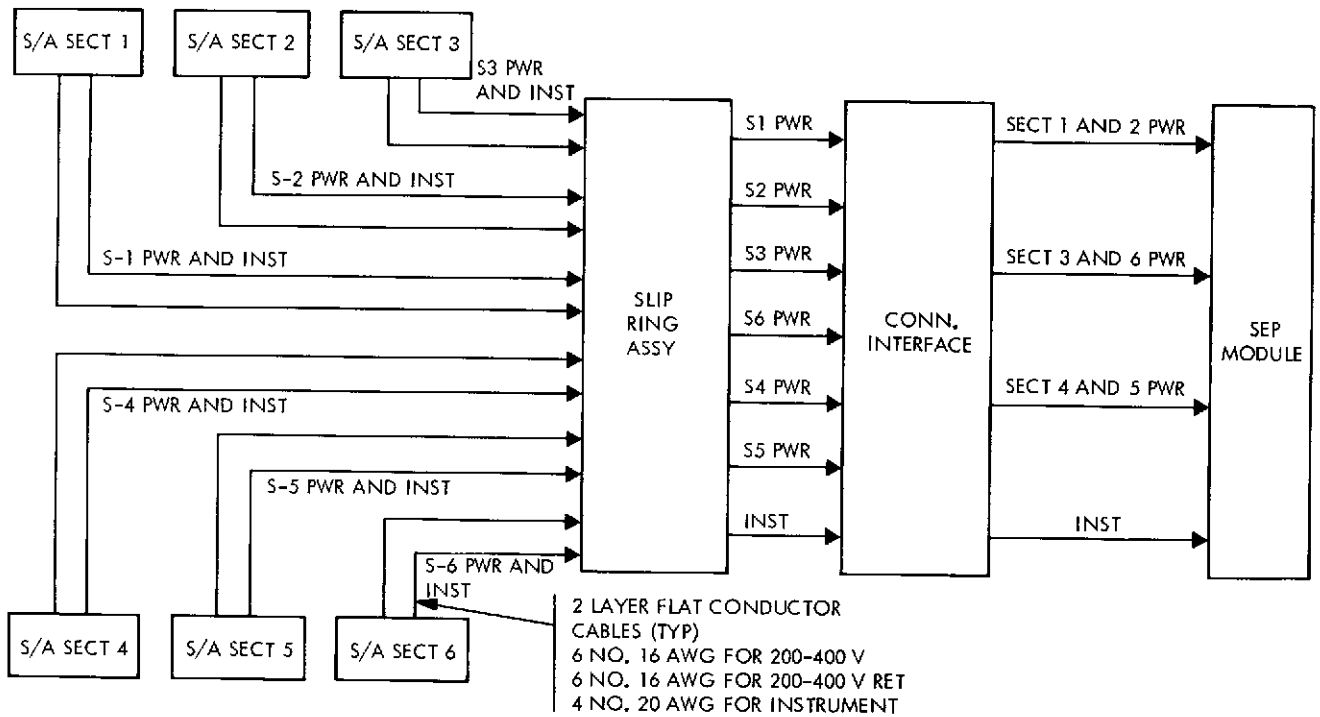 S/A SECT 1
S/A SECT 2
S/A SECT 3
S3 PWR
AND INST
S-2 PWR AND INST
S-1 PWR AND INST
S-4 PWR AND INST
S-5 PWR AND INST
S-6 PWR AND
INST
S/A SECT 4
S/A SECT 5
S/A SECT 6
SLIP
RING
ASSY
S1 PWR
S2 PWR
S3 PWR
S6 PWR
S4 PWR
S5 PWR
INST
CONN.
INTERFACE
SECT 1 AND 2 PWR
SECT 3 AND 6 PWR
SECT 4 AND 5 PWR
INST
SEP
MODULE
2 LAYER FLAT CONDUCTOR
CABLES (TYP)
6 NO. 16 AWG FOR 200-400 V
6 NO. 16 AWG FOR 200-400 V RET
4 NO. 20 AWG FOR INSTRUMENT